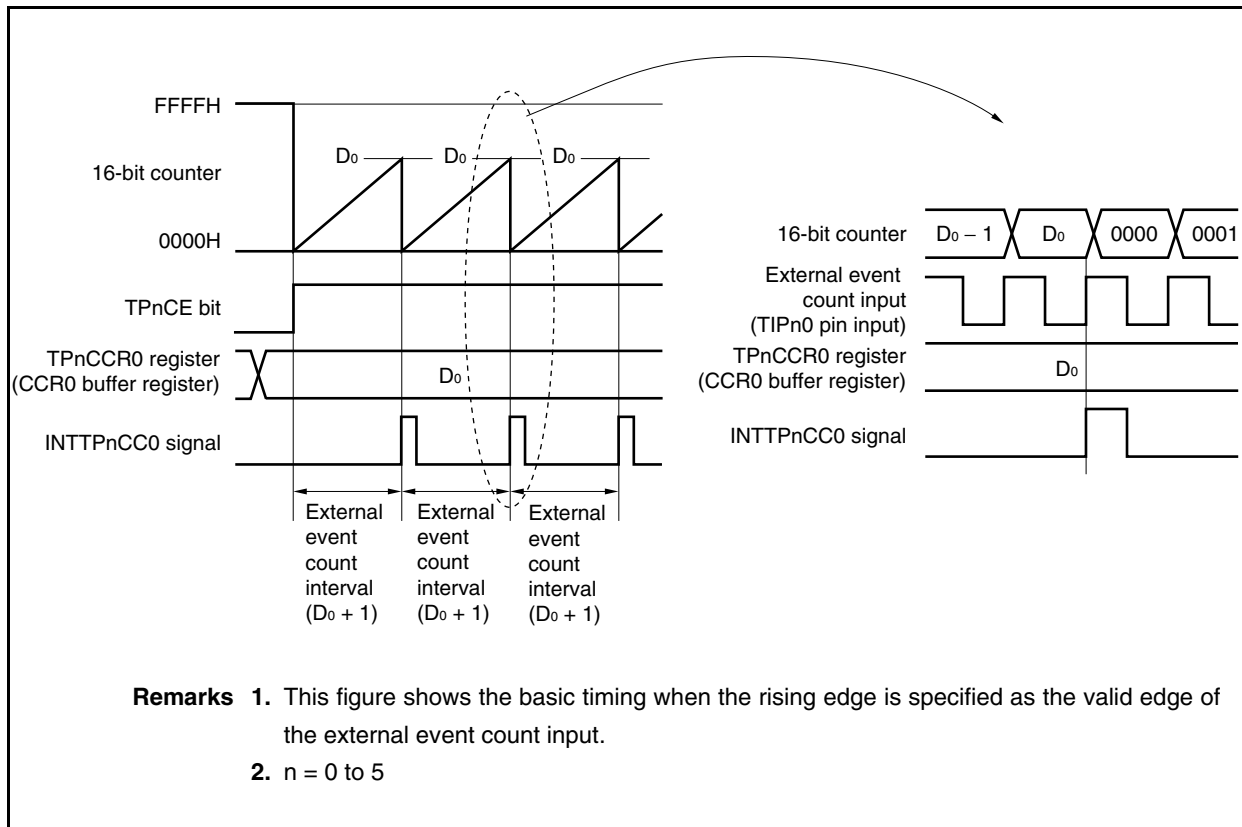 FFFFH
16-bit counter
0000H
D0
D0
D0
TPnCE bit
TPnCCR0 register
(CCR0 buffer register)
D0
INTTPnCC0 signal
External
event
count
interval
(D0 + 1)
External
event
count
interval
(D0 + 1)
External
event
count
interval
(D0 + 1)
16-bit counter
D0 − 1
D0
0000
0001
External event
count input
(TIPn0 pin input)
TPnCCR0 register
(CCR0 buffer register)
D0
INTTPnCC0 signal
Remarks 1. This figure shows the basic timing when the rising edge is specified as the valid edge of
the external event count input.
2. n = 0 to 5